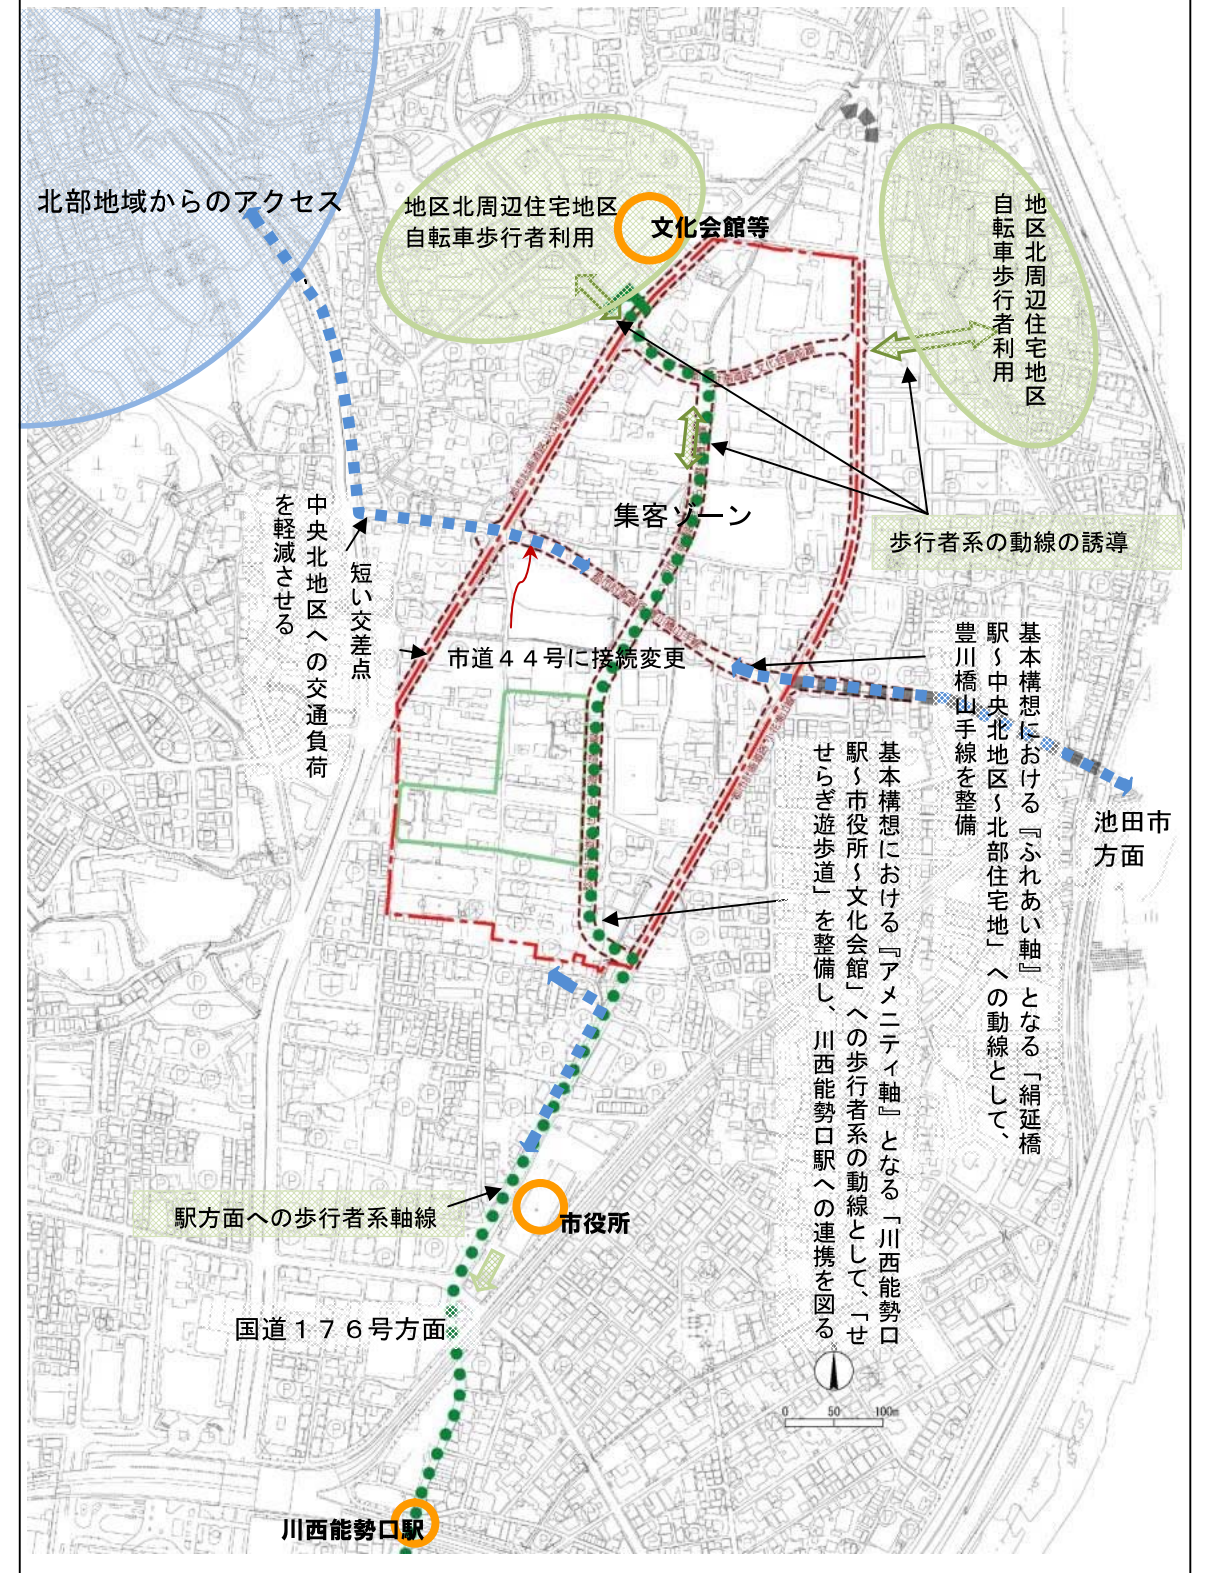 北部地域からのアクセス
地区北周辺住宅地区
自転車歩行者利用
文化会館等
地区北周辺住宅地区
自転車歩行者利用
集客ゾーン
歩行者系の動線の誘導
中央北地区への交通負荷
を軽減させる
短い交差点
市道44号に接続変更
基本構想における『ふれあい軸』となる「絹延橋
駅～中央北地区～北部住宅地」への動線として、
豊川橋山手線を整備
池田市
方面
基本構想における『アメニティ軸』となる「川西能勢口
駅～市役所～文化会館」への歩行者系の動線として、「せ
せらぎ遊歩道」を整備し、川西能勢口駅への連携を図る
駅方面への歩行者系軸線
市役所
国道176号方面
0 50 100m
川西能勢口駅